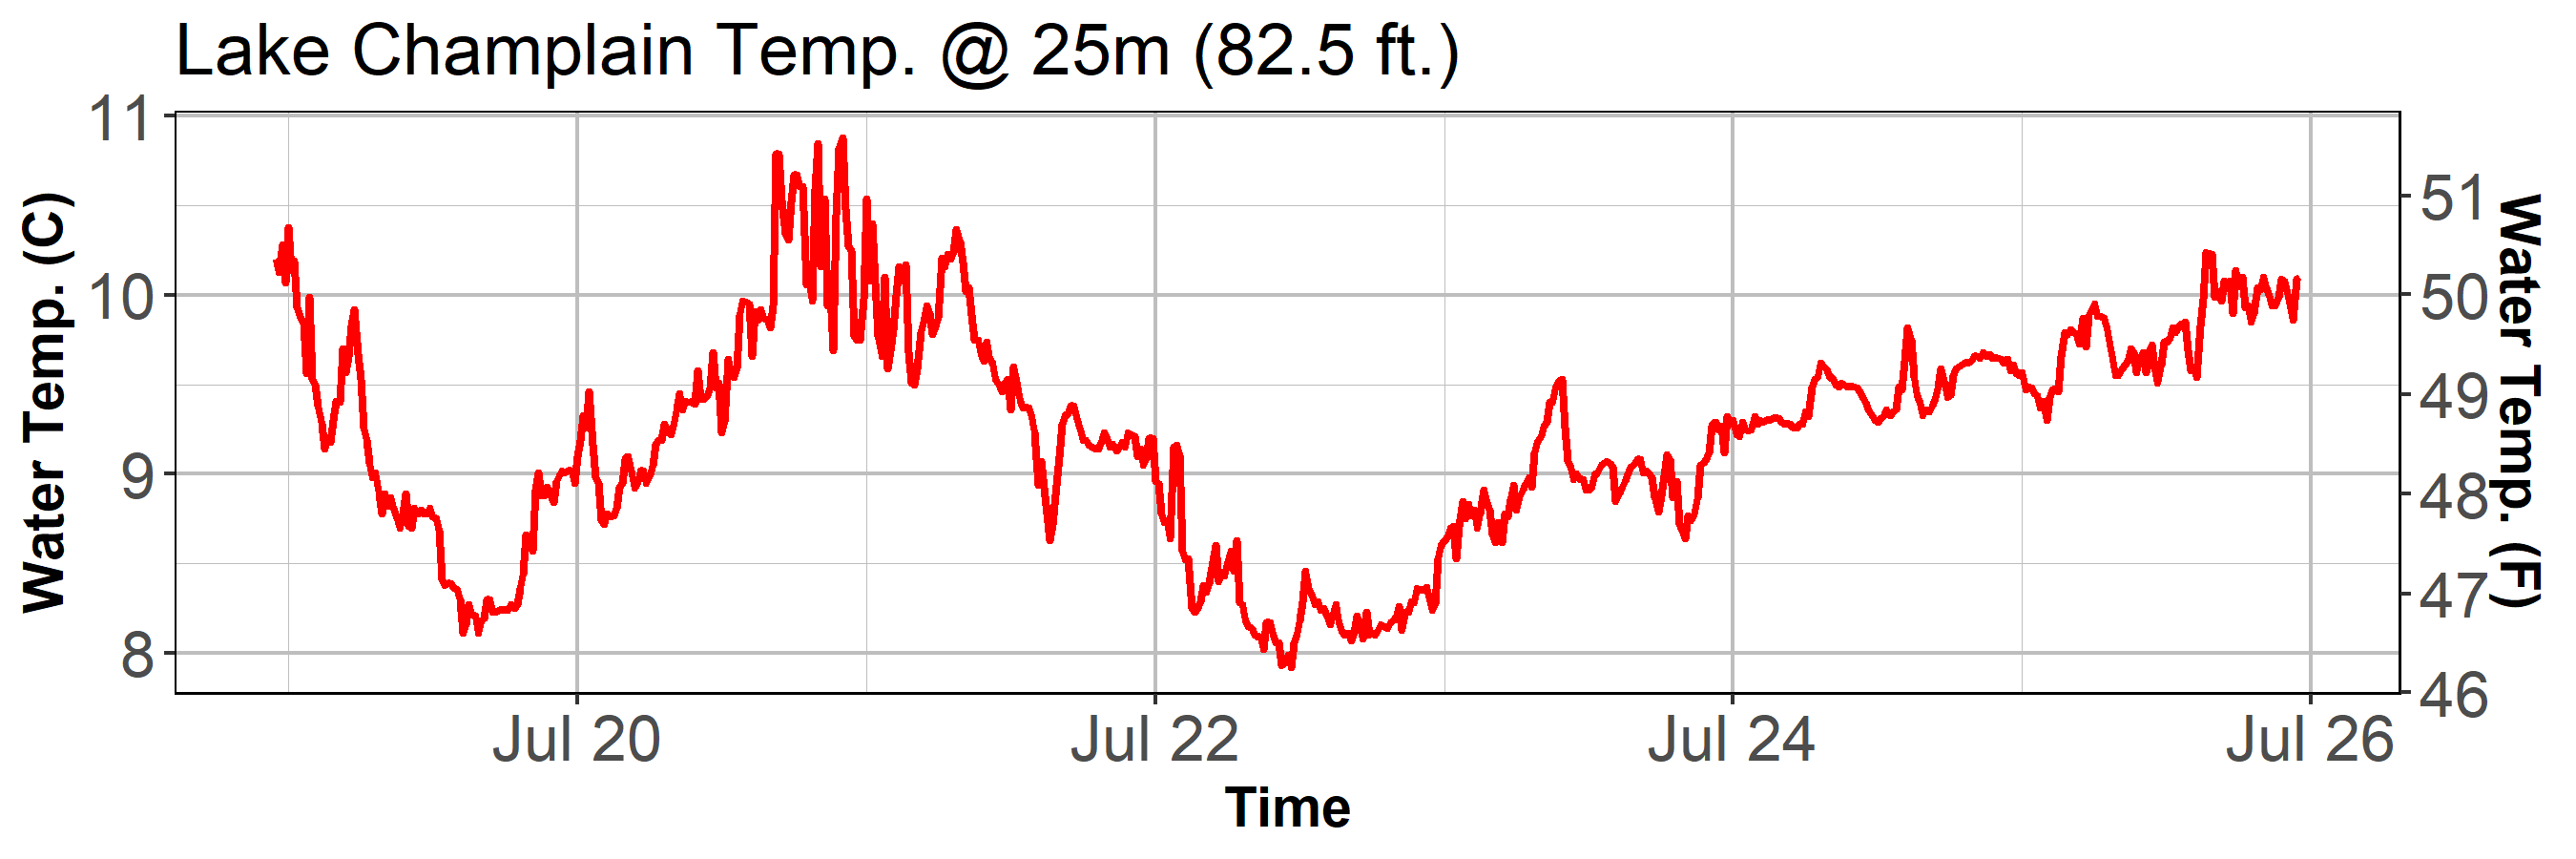 Lake Champlain Temp. @ 25m (82.5 ft.)
Water Temp. (C)
11
10
9
8
51
50
49
48
47
46
Water Temp. (F)
Jul 20 Jul 22 Jul 24 Jul 26
Time